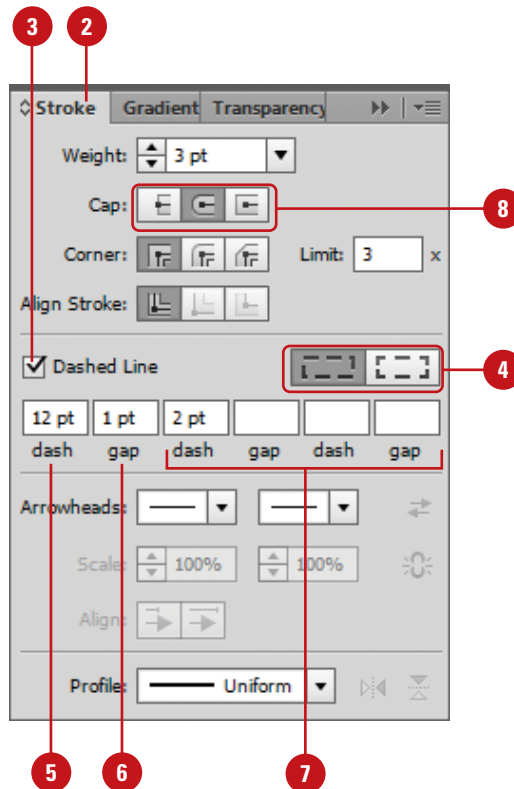 3 2
Stroke Gradient Transparency
Weight: 3 pt
Cap:
8
Corner: Limit: 3 x
Align Stroke:
Dashed Line
4
12 pt 1 pt 2 pt
dash gap dash gap dash gap
Arrowheads:
Scale: 100% 100%
Align:
Profile: Uniform
5 6 7